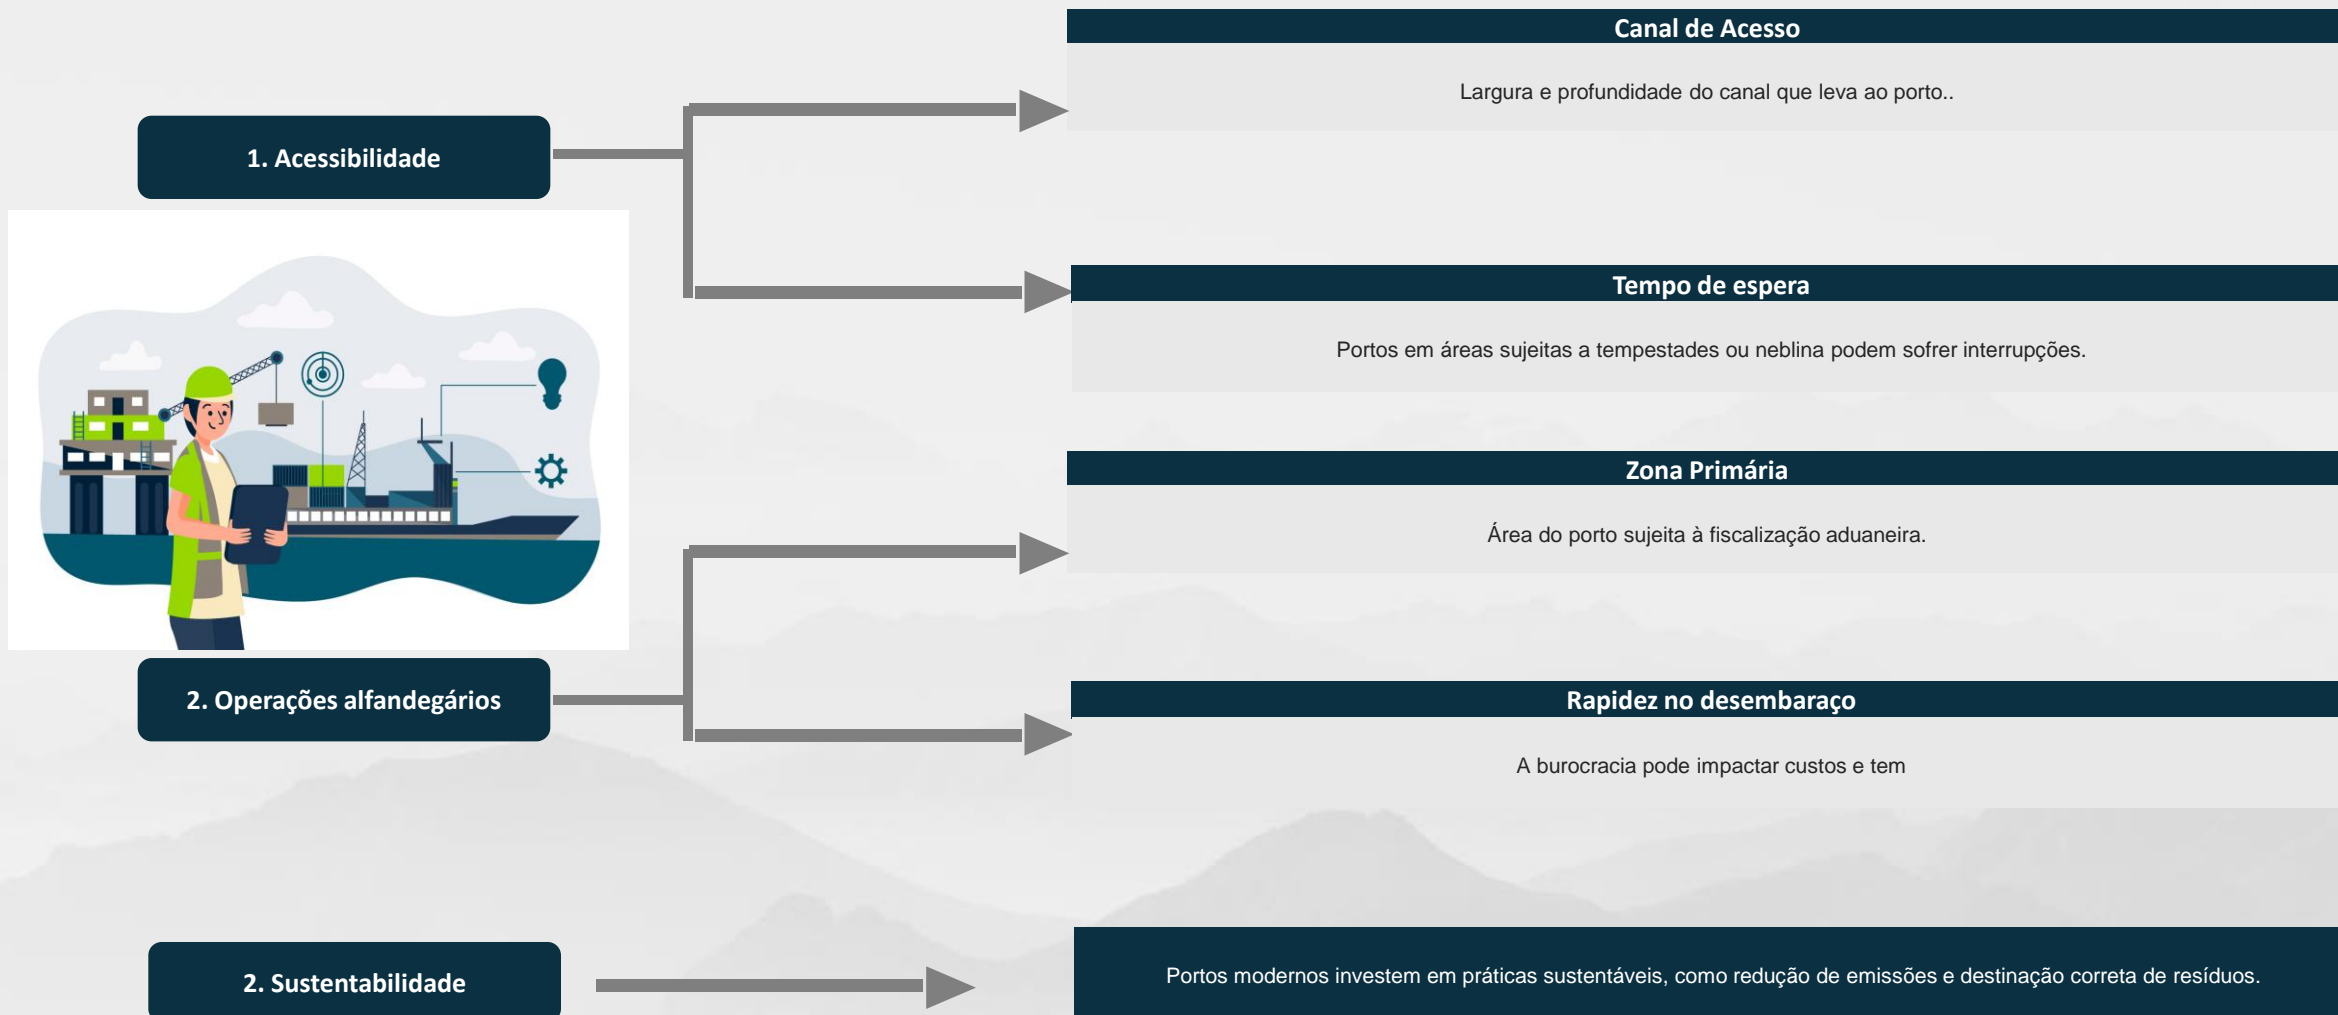 1. Acessibilidade
Canal de Acesso
Largura e profundidade do canal que leva ao porto..
Tempo de espera
Portos em áreas sujeitas a tempestades ou neblina podem sofrer interrupções.
2. Operações alfandegários
Zona Primária
Área do porto sujeita à fiscalização aduaneira.
Rapidez no desembaraço
A burocracia pode impactar custos e tem
2. Sustentabilidade
Portos modernos investem em práticas sustentáveis, como redução de emissões e destinação correta de resíduos.